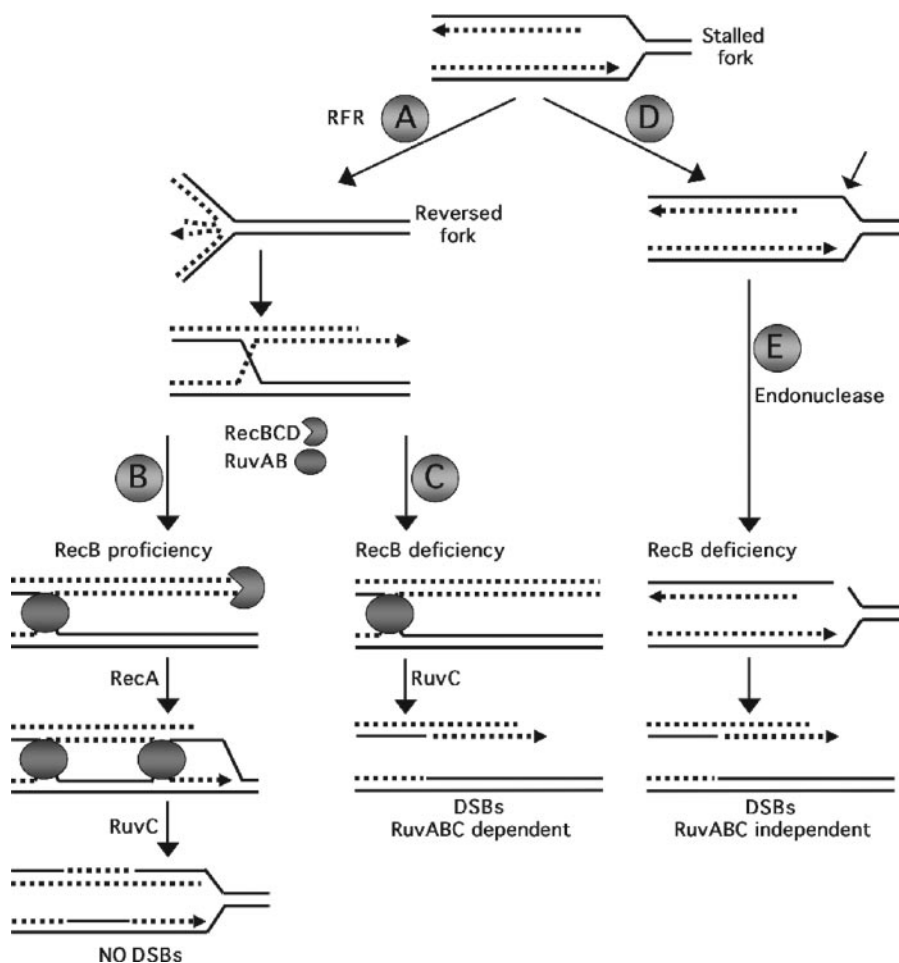 Stalled
fork
RFR
A
D
Reversed
fork
E
Endonuclease
RecBCD
RuvAB
B
C
RecB proficiency
RecB deficiency
RecB deficiency
RecA
RuvC
RuvC
DSBs
RuvABC dependent
DSBs
RuvABC independent
NO DSBs